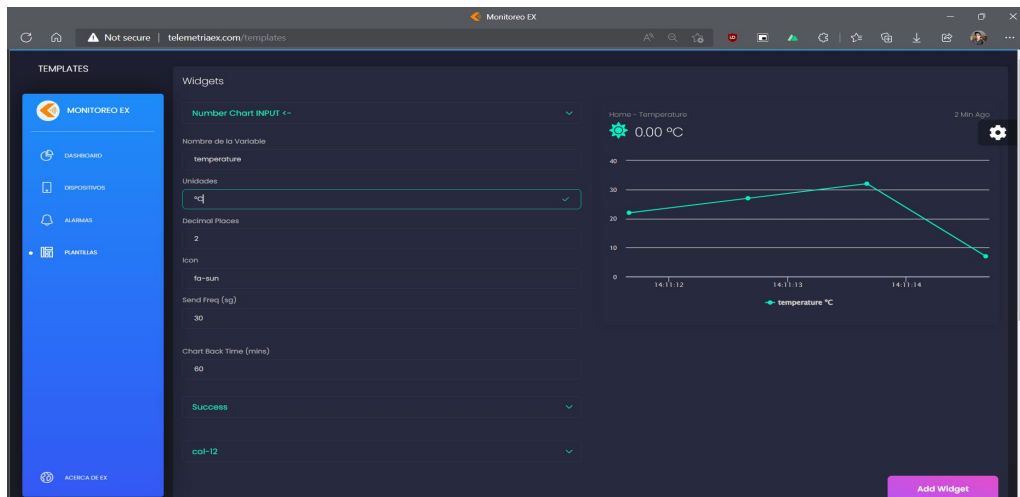 Monitoreo EX
Not secure | telemetriaex.com/templates
TEMPLATES
MONITOREO EX
DASHBOARD
DISPOSITIVOS
ALARMAS
PLANTILLAS
ACERCA DE EX
Widgets
Number Chart INPUT <-
Nombre de la Variable
temperature
Unidades
°C
Decimal Places
2
Icon
fa-sun
Send Freq (sg)
30
Chart Back Time (mins)
60
Success
col-12
Home - Temperature
2 Min Ago
0.00 °C
40
30
20
10
0
14:11:12 14:11:13 14:11:14
temperature °C
Add Widget